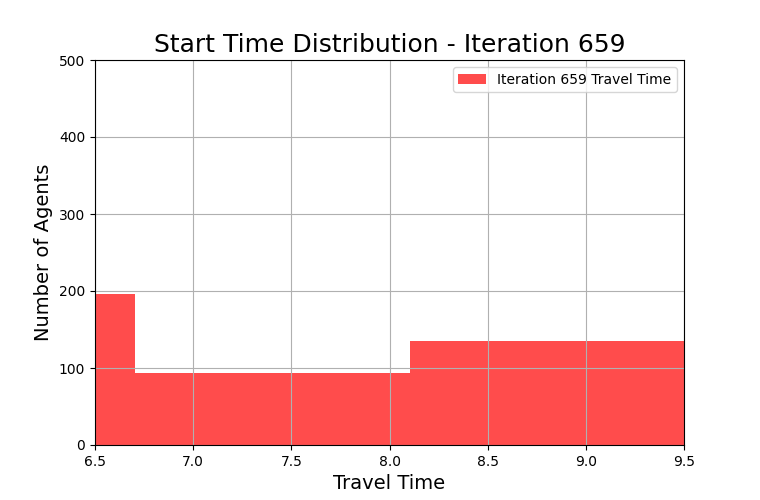 Start Time Distribution - Iteration 659
Iteration 659 Travel Time
Number of Agents
500
400
300
200
100
0
6.5 7.0 7.5 8.0 8.5 9.0 9.5
Travel Time